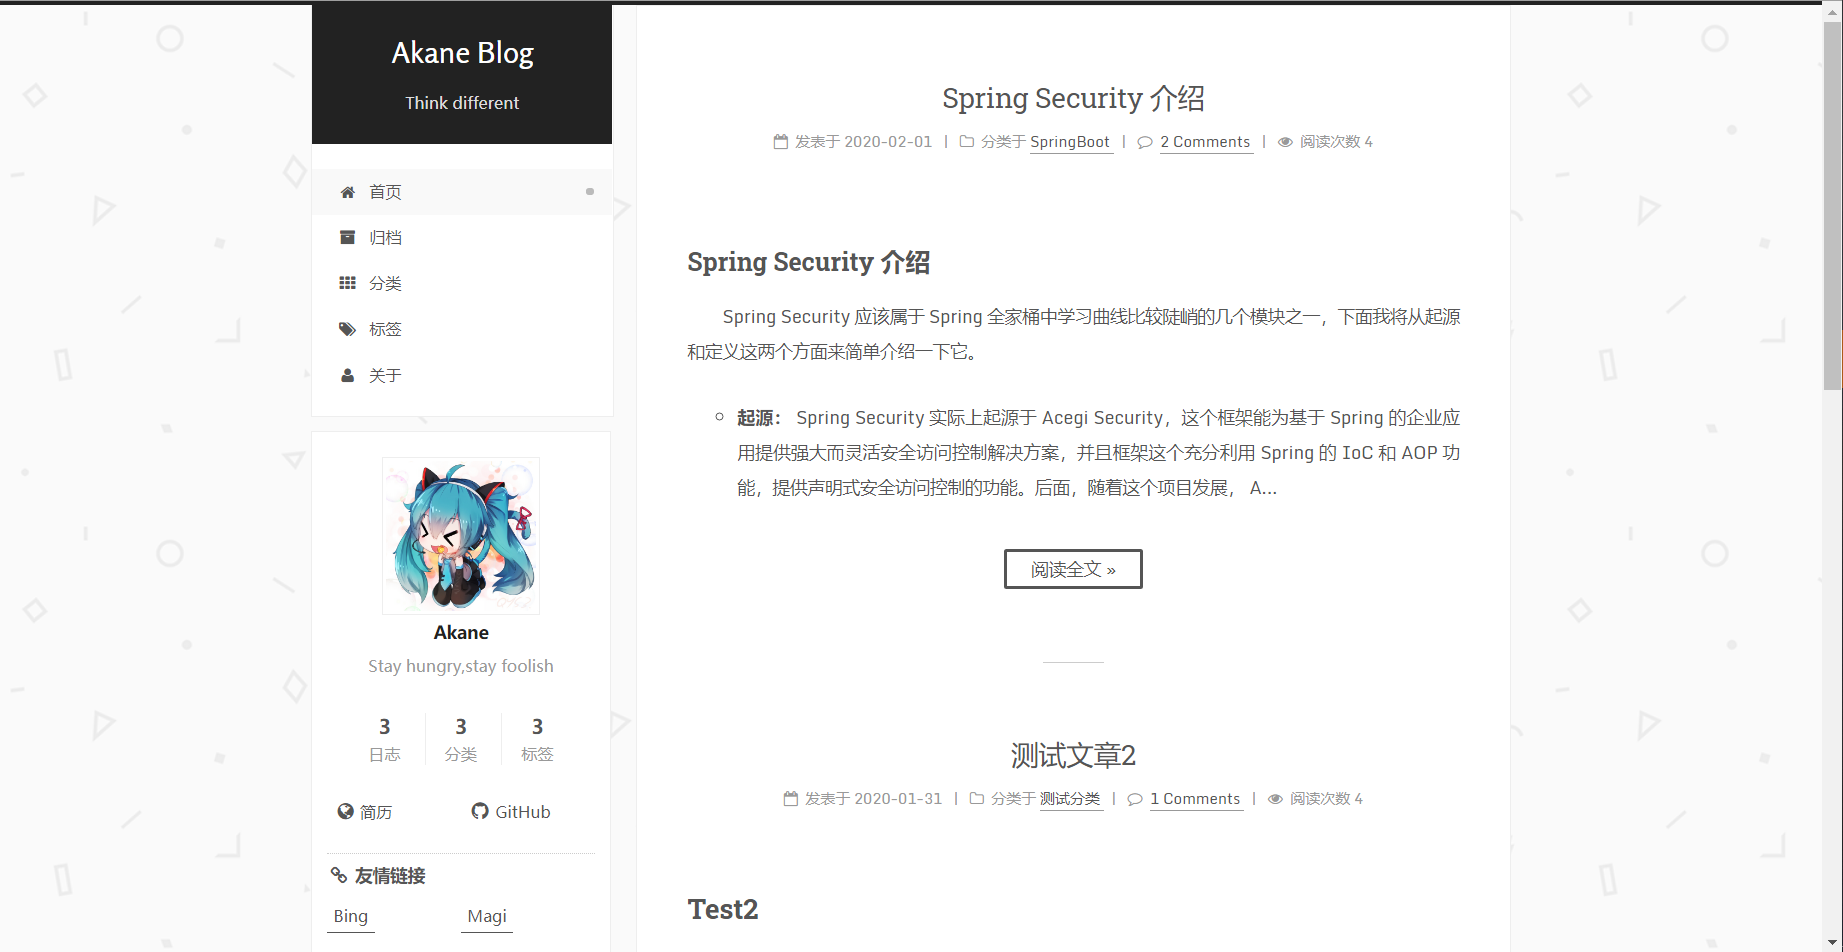 Akane Blog
Think different
首页
归档
分类
标签
关于
Akane
Stay hungry,stay foolish
3
日志
3
分类
3
标签
简历
GitHub
友情链接
Bing
Magi
Spring Security 介绍
发表于 2020-02-01 | 分类于 SpringBoot | 2 Comments | 阅读次数 4
Spring Security 介绍
Spring Security 应该属于 Spring 全家桶中学习曲线比较陡峭的几个模块之一，下面我将从起源
和定义这两个方面来简单介绍一下它。
起源： Spring Security 实际上起源于 Acegi Security，这个框架能为基于 Spring 的企业应
用提供强大而灵活安全访问控制解决方案，并且框架这个充分利用 Spring 的 IoC 和 AOP 功
能，提供声明式安全访问控制的功能。后面，随着这个项目发展， A...
阅读全文 »
测试文章2
发表于 2020-01-31 | 分类于 测试分类 | 1 Comments | 阅读次数 4
Test2